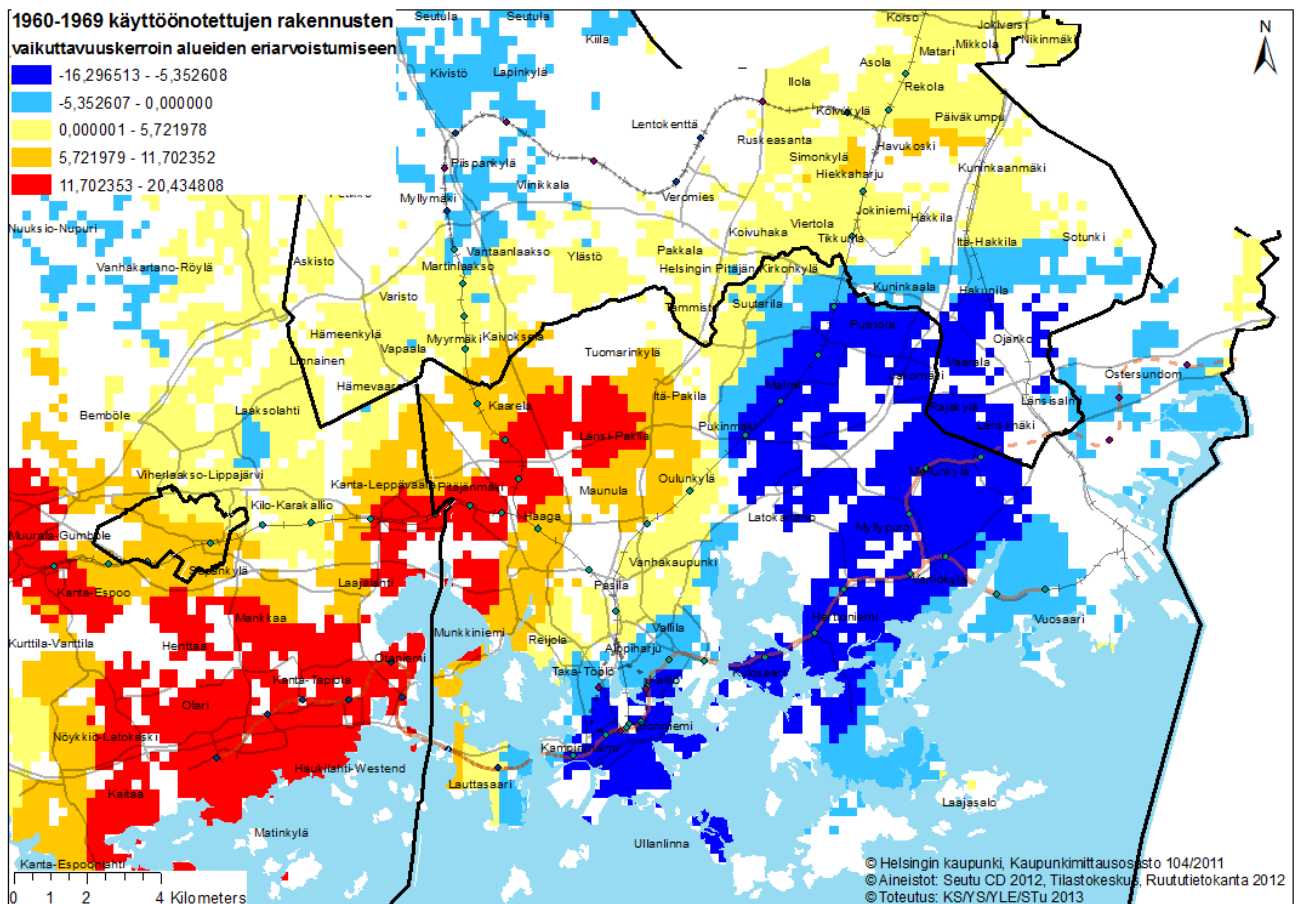 1960-1969 käyttöönotettujen rakennusten
vaikuttavuuskerroin alueiden eriarvoistumiseen
-16,296513 - -5,352608
-5,352607 - 0,000000
0,000001 - 5,721978
5,721979 - 11,702352
11,702353 - 20,434808
N
Seutula
Seutula
Kiila
Kivistö
Lapinkylä
Korso
Jokivarsi
Mikkola
Nikinmäki
Matari
Asola
Ilola
Rekola
Koivukylä
Päiväkumpu
Lentokenttä
Ruskeasanta
Havukoski
Simonkylä
Piispankylä
Hiekkaharju
Kuninkaanmäki
Viinikkala
Myllymäki
Veromies
Jokiniemi
Hakkila
Nuuksio-Nupuri
Viertola
Koivuhaka
Tikkurila
Itä-Hakkila
Sotunki
Vantaanlaakso
Pakkala
Askisto
Ylästö
Vanhakartano-Röylä
Martinlaakso
Helsingin Pitäjän Kirkonkylä
Kuninkaala
Hakunila
Varisto
Tammisto
Suutarila
Hämeenkylä
Puistola
Myyrmäki
Kaivoksela
Ojanko
Vapaala
Tuomarinkylä
Linnainen
Vaarala
Jakomäki
Östersundom
Hämevaara
Malmi
Itä-Pakila
Länsisalmi
Laaksolahti
Kaarela
Rajakylä
Bemböle
Pukinmäki
Länsimäki
Länsi-Pakila
Mellunkylä
Viherlaakso-Lippajärvi
Oulunkylä
Kanta-Leppävaara
Pitäjänmäki
Maunula
Kilo-Karakallio
Haaga
Latokartano
Myllypuro
Muurala-Gumböle
Vanhakaupunki
Sepänkylä
Laajalahti
Pasila
Vartiokylä
Kanta-Espoo
Mankkaa
Herttoniemi
Vuosaari
Munkkiniemi
Vallila
Kurttila-Vanttila
Henttaa
Reijola
Alppiharju
Otaniemi
Taka-Töölö
Kulosaari
Kanta-Tapiola
Kallio
Olari
Kronniemi
Nöykkiö-Latokaski
Kampinmalmi
Haukilahti-Westend
Lauttasaari
Kaitaa
Laajasalo
Matinkylä
Ullanlinna
Kanta-Espoonlahti
0 1 2 4 Kilometers
© Helsingin kaupunki, Kaupunkimittausosasto 104/2011
© Aineistot: Seutu CD 2012, Tilastokeskus, Ruututietokanta 2012
© Toteutus: KS/YS/YLE/STu 2013